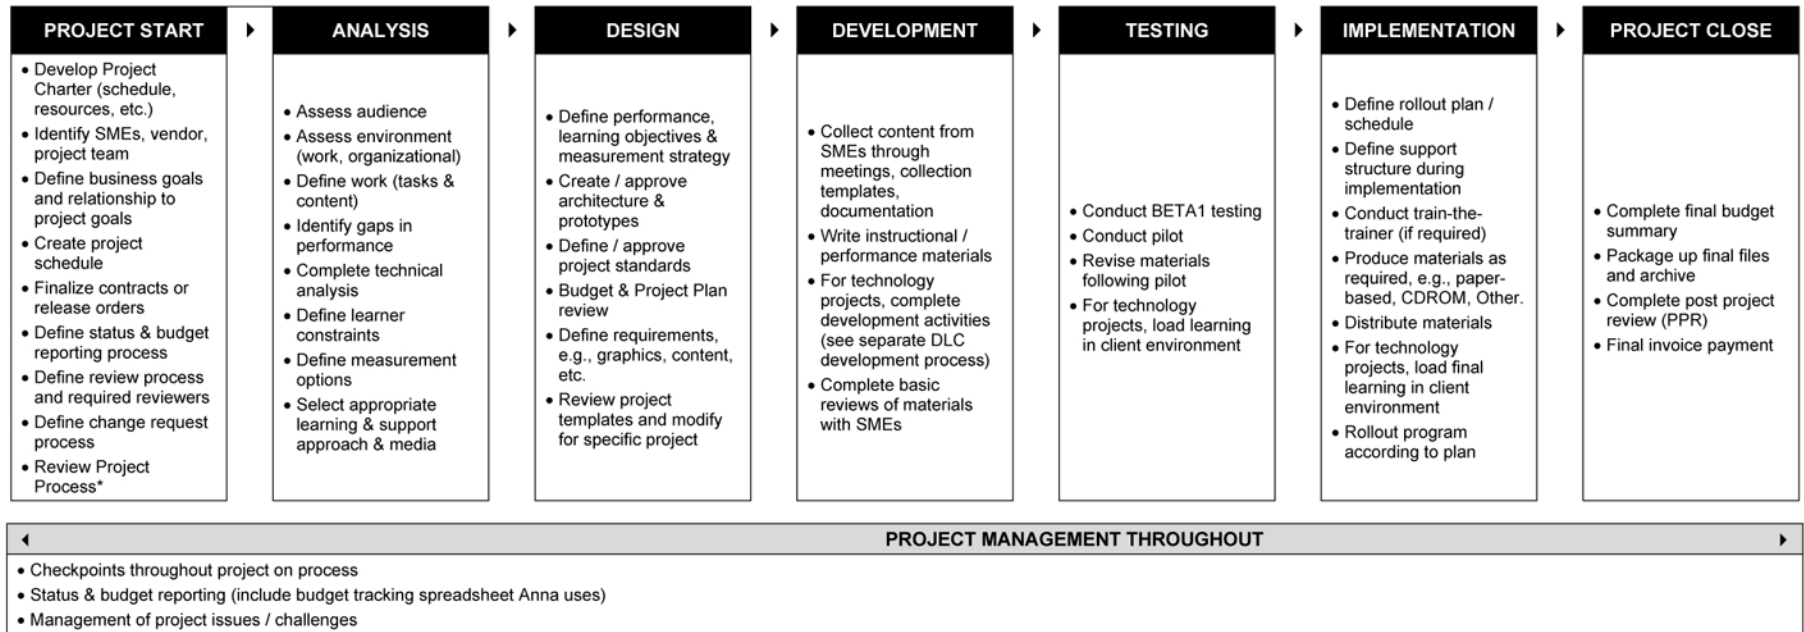 PROJECT START
• Develop Project
Charter (schedule,
resources, etc.)
• Identify SMEs, vendor,
project team
• Define business goals
and relationship to
project goals
• Create project
schedule
• Finalize contracts or
release orders
• Define status & budget
reporting process
• Define review process
and required reviewers
• Define change request
process
• Review Project
Process*
ANALYSIS
• Assess audience
• Assess environment
(work, organizational)
• Define work (tasks &
content)
• Identify gaps in
performance
• Complete technical
analysis
• Define learner
constraints
• Define measurement
options
• Select appropriate
learning & support
approach & media
DESIGN
• Define performance,
learning objectives &
measurement strategy
• Create / approve
architecture &
prototypes
• Define / approve
project standards
• Budget & Project Plan
review
• Define requirements,
e.g., graphics, content,
etc.
• Review project
templates and modify
for specific project
DEVELOPMENT
• Collect content from
SMEs through
meetings, collection
templates,
documentation
• Write instructional /
performance materials
• For technology
projects, complete
development activities
(see separate DLC
development process)
• Complete basic
reviews of materials
with SMEs
TESTING
• Conduct BETA1 testing
• Conduct pilot
• Revise materials
following pilot
• For technology
projects, load learning
in client environment
IMPLEMENTATION
• Define rollout plan /
schedule
• Define support
structure during
implementation
• Conduct train-the-
trainer (if required)
• Produce materials as
required, e.g., paper-
based, CDROM, Other.
• Distribute materials
• For technology
projects, load final
learning in client
environment
• Rollout program
according to plan
PROJECT CLOSE
• Complete final budget
summary
• Package up final files
and archive
• Complete post project
review (PPR)
• Final invoice payment
PROJECT MANAGEMENT THROUGHOUT
• Checkpoints throughout project on process
• Status & budget reporting (include budget tracking spreadsheet Anna uses)
• Management of project issues / challenges